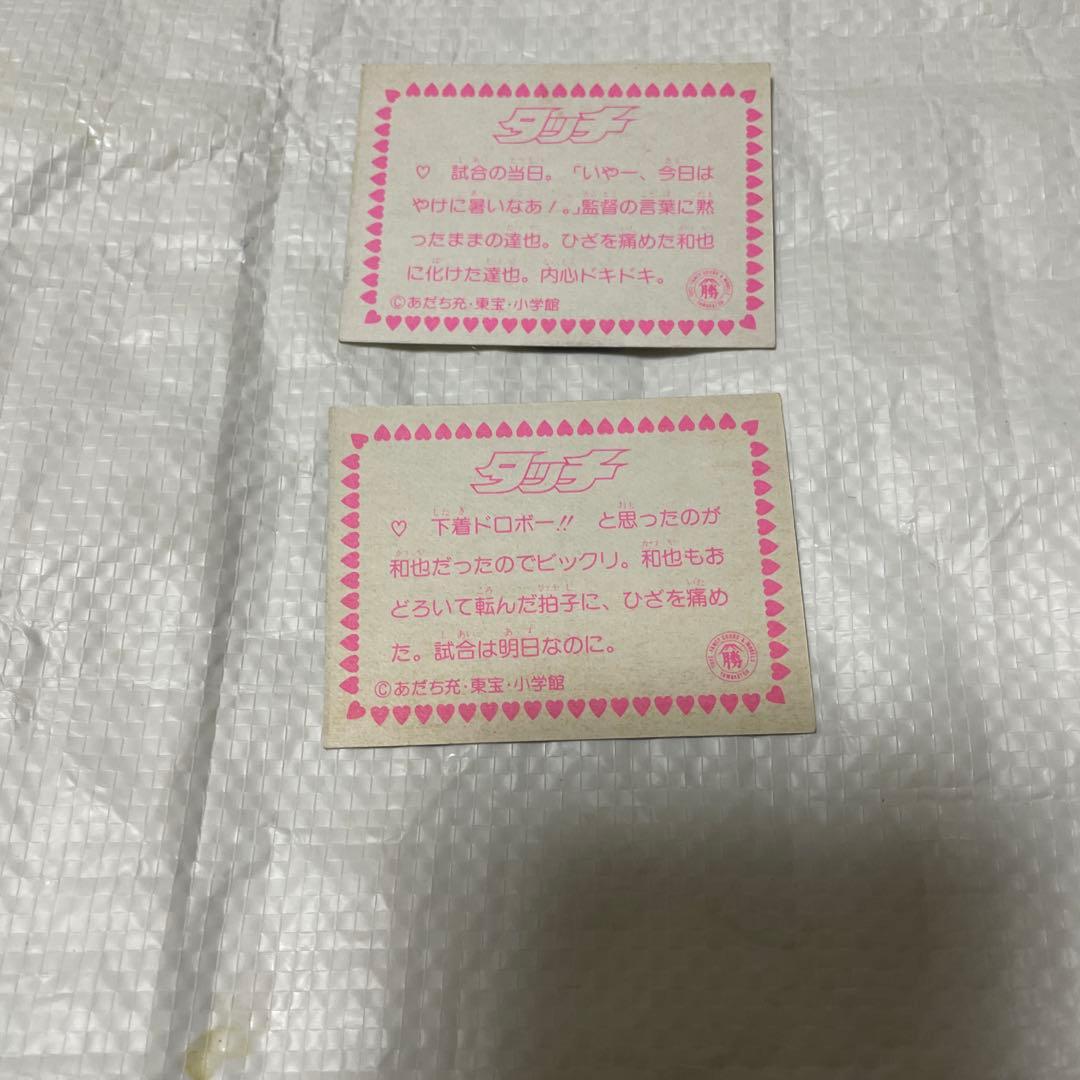 タッチ
♡ 試合の当日。「いやー、今日は
やけに暑いなあ！。」監督の言葉に黙
ったままの達也。ひざを痛めた和也
に化けた達也。内心ドキドキ。
Ⓒあだち充・東宝・小学館
勝
タッチ
♡ 下着ドロボー!! と思ったのが
和也だったのでビックリ。和也もお
どろいて転んだ拍子に、ひざを痛め
た。試合は明日なのに。
Ⓒあだち充・東宝・小学館
勝